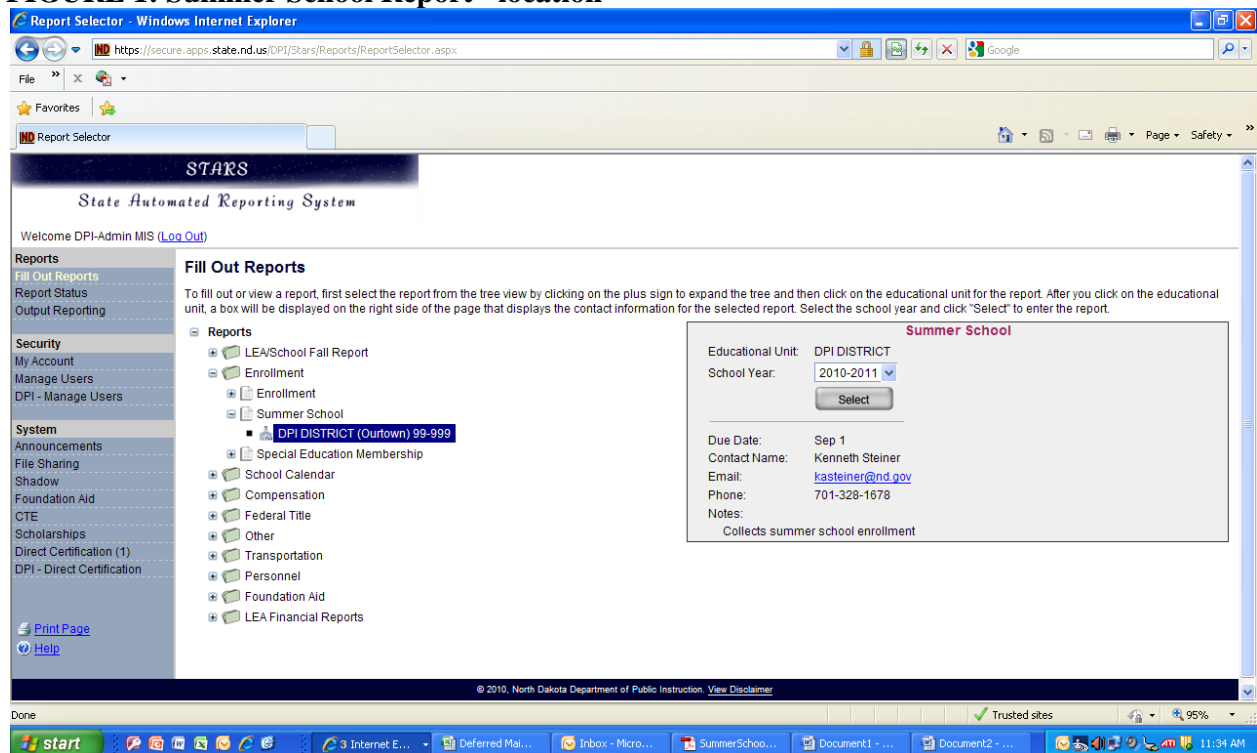 FIGURE 1. Summer School Report - location
Report Selector - Windows Internet Explorer
https://secure.apps.state.nd.us/DPI/Stars/Reports/ReportSelector.aspx
Google
File
Favorites
ND Report Selector
Page
Safety
STARS
State Automated Reporting System
Welcome DPI-Admin MIS (Log Out)
Reports
Fill Out Reports
Report Status
Output Reporting
Security
My Account
Manage Users
DPI - Manage Users
System
Announcements
File Sharing
Shadow
Foundation Aid
CTE
Scholarships
Direct Certification (1)
DPI - Direct Certification
Print Page
Help
Fill Out Reports
To fill out or view a report, first select the report from the tree view by clicking on the plus sign to expand the tree and then click on the educational unit for the report. After you click on the educational
unit, a box will be displayed on the right side of the page that displays the contact information for the selected report. Select the school year and click "Select" to enter the report.
Reports
LEA/School Fall Report
Enrollment
Enrollment
Summer School
DPI DISTRICT (Ourtown) 99-999
Special Education Membership
School Calendar
Compensation
Federal Title
Other
Transportation
Personnel
Foundation Aid
LEA Financial Reports
Summer School
Educational Unit: DPI DISTRICT
School Year: 2010-2011
Select
Due Date: Sep 1
Contact Name: Kenneth Steiner
Email: kasteiner@nd.gov
Phone: 701-328-1678
Notes:
Collects summer school enrollment
© 2010, North Dakota Department of Public Instruction. View Disclaimer
Done
Trusted sites
95%
start
3 Internet E...
Deferred Mai...
Inbox - Micro...
SummerSchoo...
Document1 - ...
Document2 - ...
11:34 AM